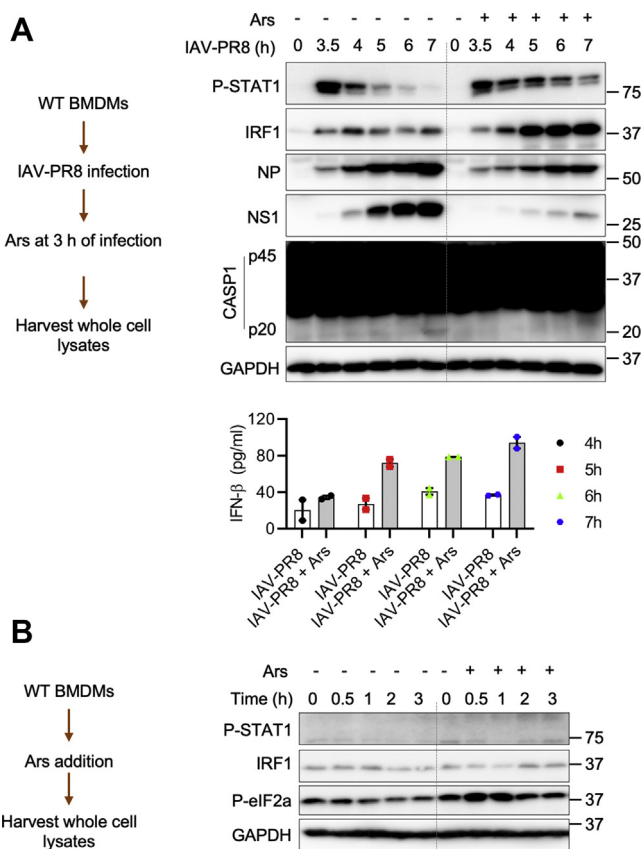 A
WT BMDMs
IAV-PR8 infection
Ars at 3 h of infection
Harvest whole cell
lysates
Ars - - - - - - + + + + +
IAV-PR8 (h) 0 3.5 4 5 6 7 0 3.5 4 5 6 7
P-STAT1 75
IRF1 37
NP 50
NS1 25
CASP1 p45 p20 50 37 20
GAPDH 37
IFN-β (pg/ml)
120
80
40
0
IAV-PR8
IAV-PR8 + Ars
IAV-PR8
IAV-PR8 + Ars
IAV-PR8
IAV-PR8 + Ars
IAV-PR8
IAV-PR8 + Ars
4h
5h
6h
7h
B
WT BMDMs
Ars addition
Harvest whole cell
lysates
Ars - - - - - - + + + +
Time (h) 0 0.5 1 2 3 0 0.5 1 2 3
P-STAT1 75
IRF1 37
P-eIF2a 37
GAPDH 37